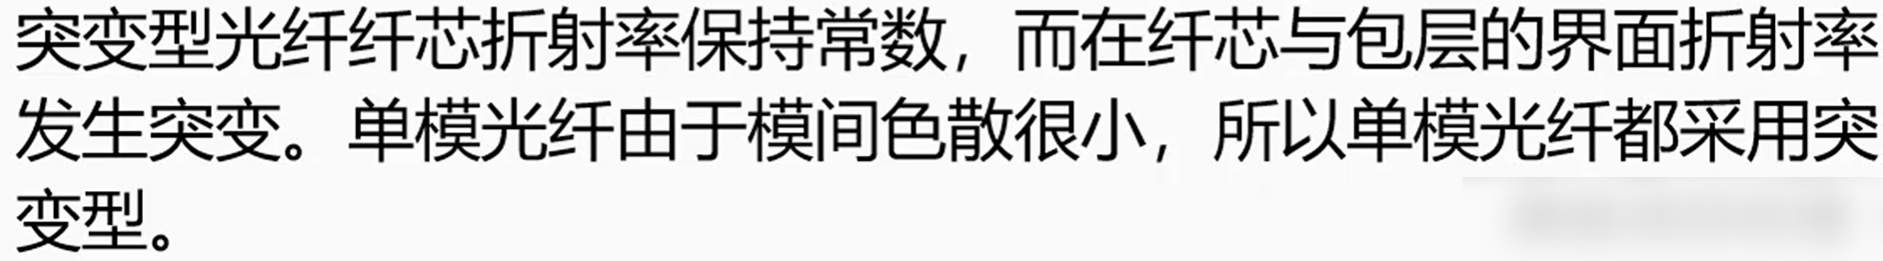 突变型光纤纤芯折射率保持常数，而在纤芯与包层的界面折射率
发生突变。单模光纤由于模间色散很小，所以单模光纤都采用突
变型。